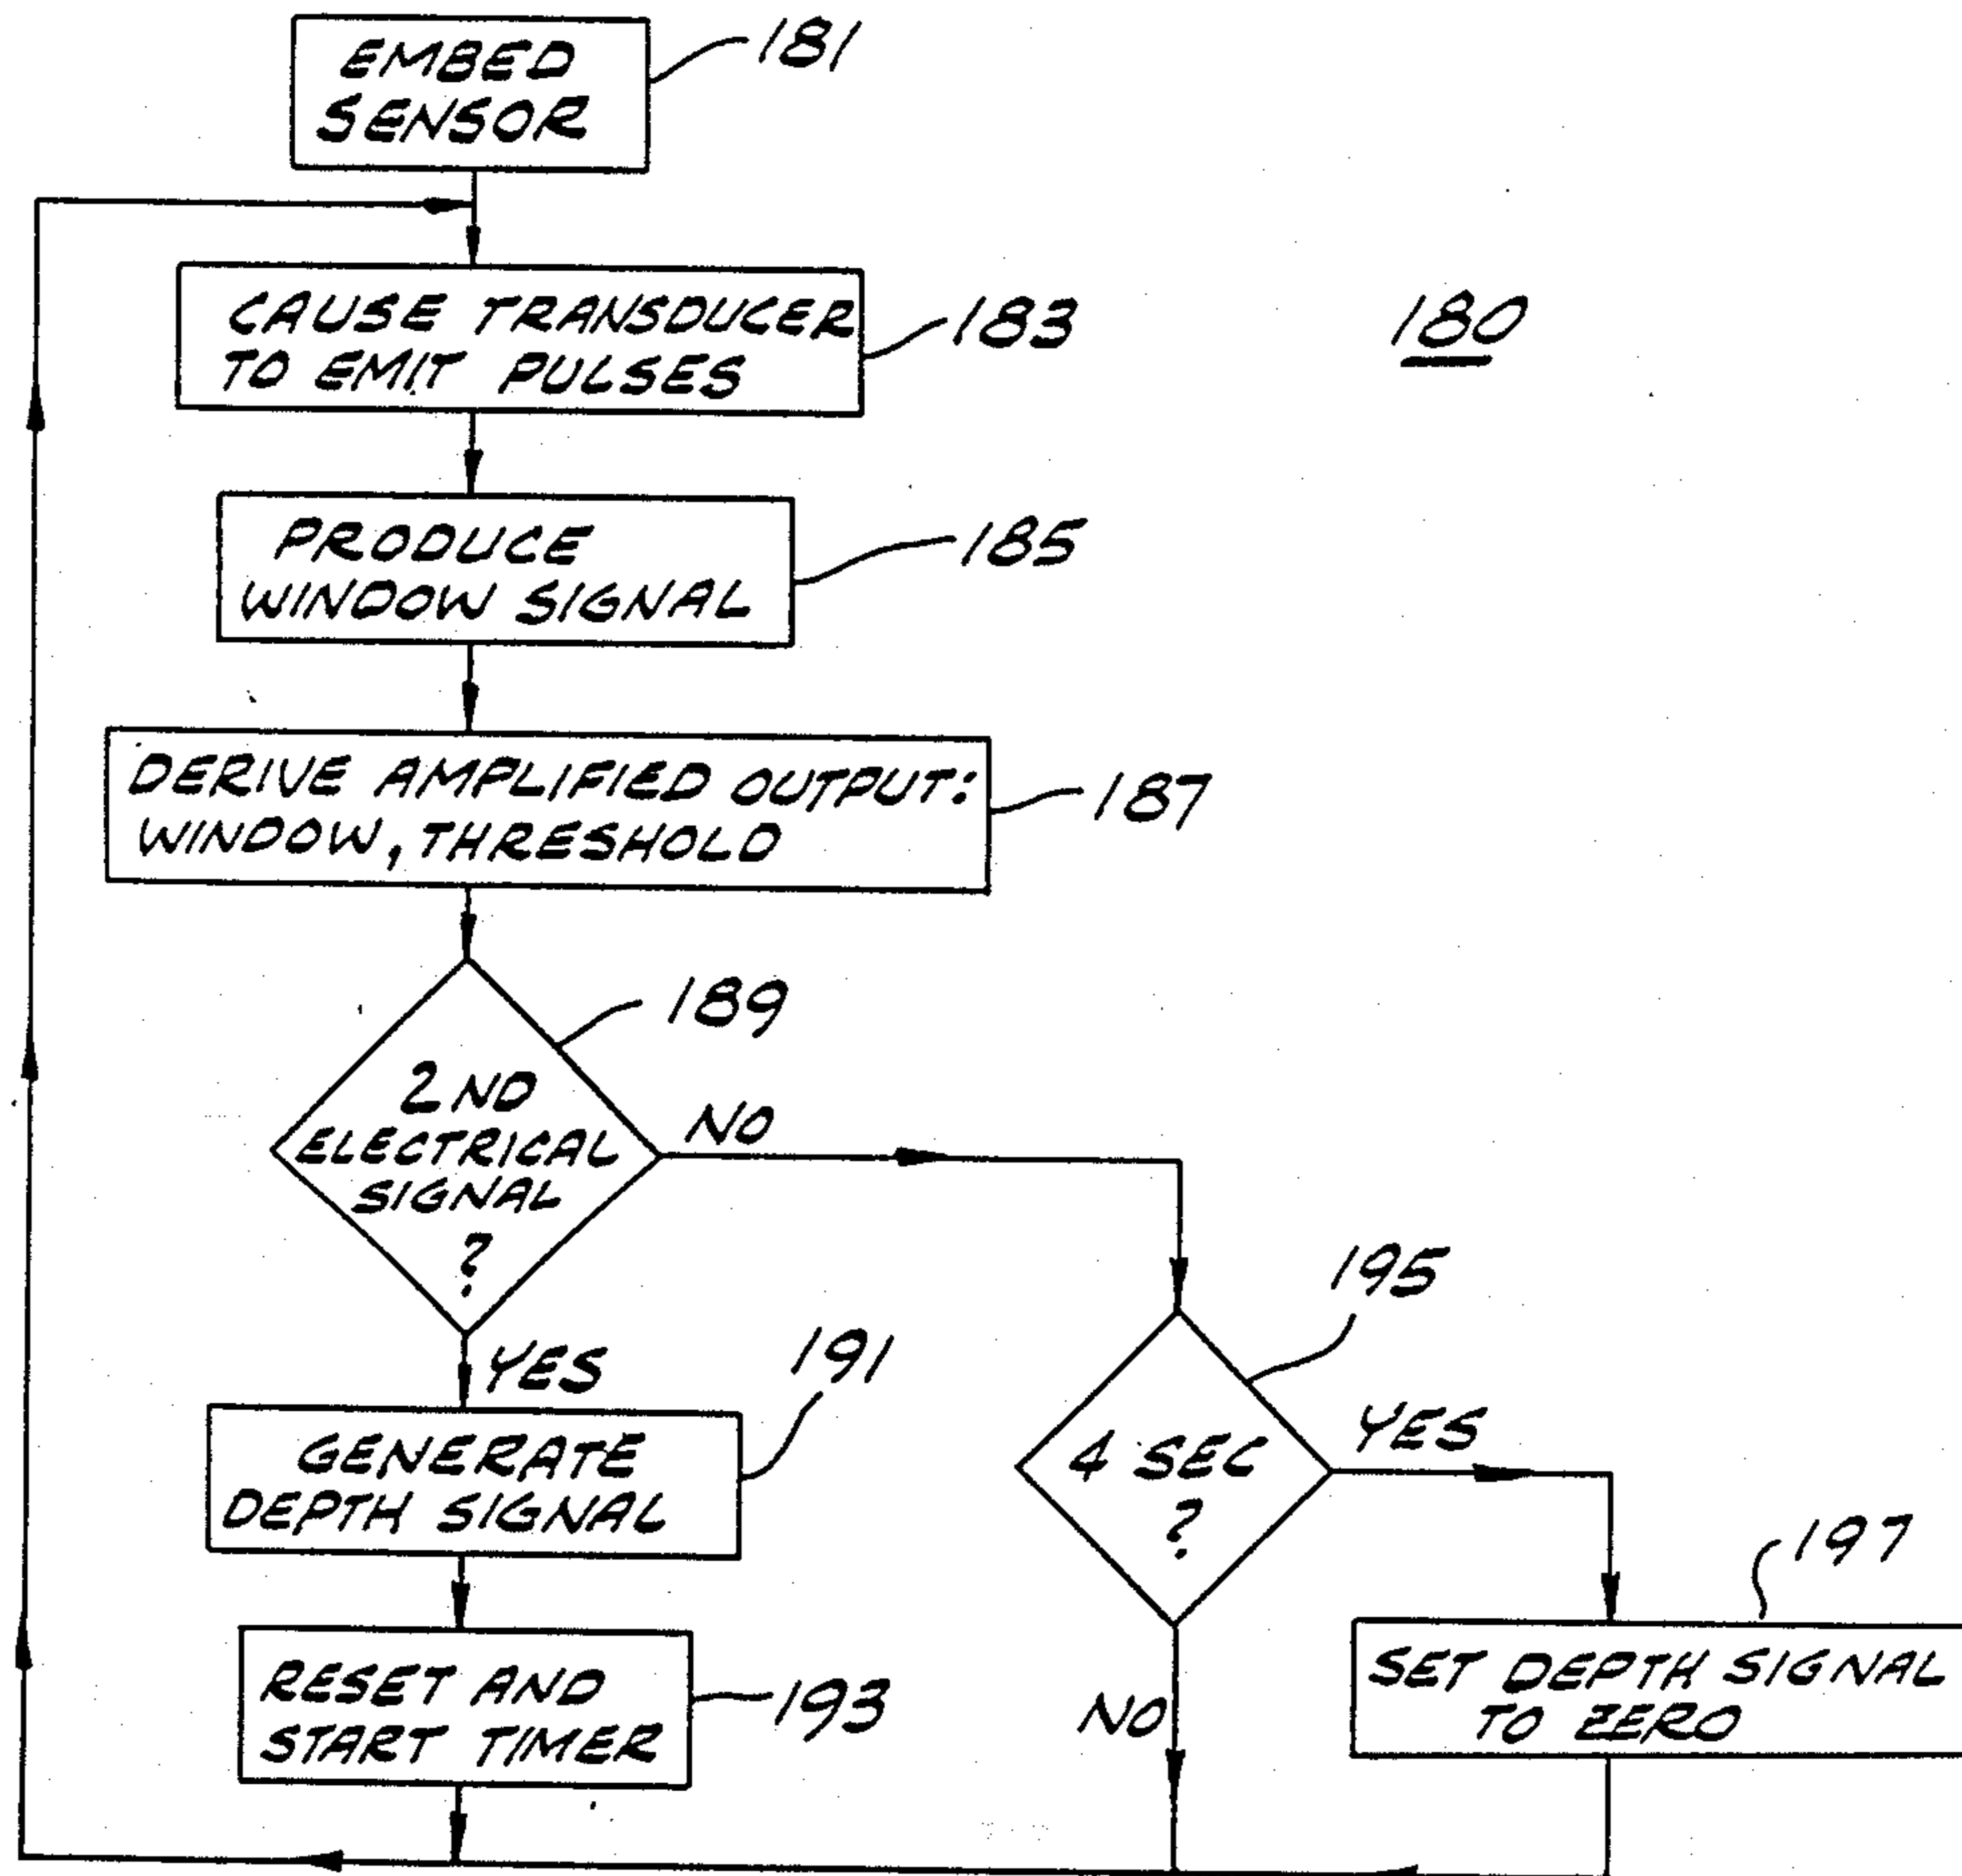 EMBED
SENSOR
181
CAUSE TRANSDUCER
TO EMIT PULSES
183
180
PRODUCE
WINDOW SIGNAL
185
DERIVE AMPLIFIED OUTPUT:
WINDOW, THRESHOLD
187
189
2ND
ELECTRICAL
SIGNAL
?
NO
YES
191
GENERATE
DEPTH SIGNAL
RESET AND
START TIMER
193
195
4 SEC
?
YES
NO
197
SET DEPTH SIGNAL
TO ZERO